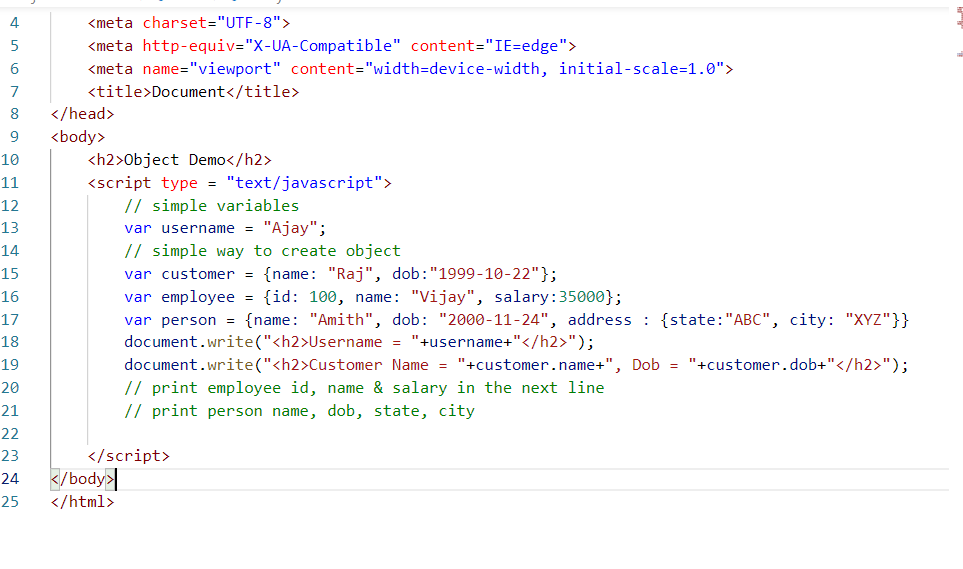 4 <meta charset="UTF-8">
5 <meta http-equiv="X-UA-Compatible" content="IE=edge">
6 <meta name="viewport" content="width=device-width, initial-scale=1.0">
7 <title>Document</title>
8 </head>
9 <body>
10 <h2>Object Demo</h2>
11 <script type = "text/javascript">
12 // simple variables
13 var username = "Ajay";
14 // simple way to create object
15 var customer = {name: "Raj", dob:"1999-10-22"};
16 var employee = {id: 100, name: "Vijay", salary:35000};
17 var person = {name: "Amith", dob: "2000-11-24", address : {state:"ABC", city: "XYZ"}}
18 document.write("<h2>Username = "+username+"</h2>");
19 document.write("<h2>Customer Name = "+customer.name+", Dob = "+customer.dob+"</h2>");
20 // print employee id, name & salary in the next line
21 // print person name, dob, state, city
22
23 </script>
24 </body>
25 </html>